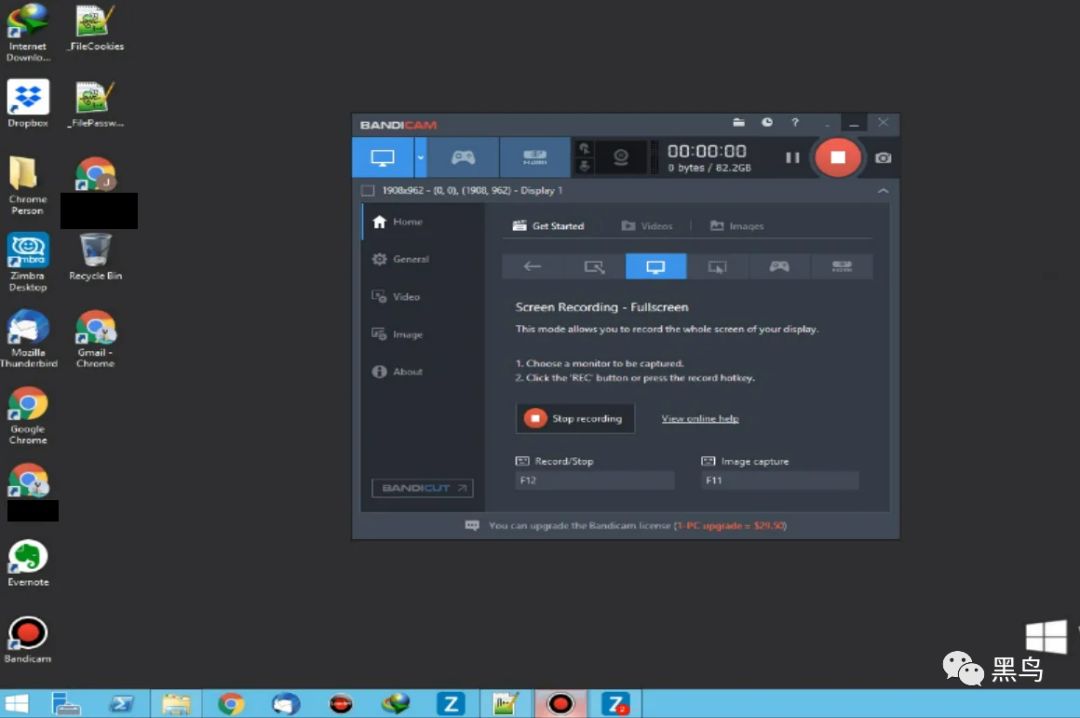 Internet
Downlo...
_FileCookies
Dropbox
_FilePassw...
Chrome
Person
Zimbra
Desktop
Recycle Bin
Mozilla
Thunderbird
Gmail -
Chrome
Google
Chrome
Evernote
Bandicam
BANDICAM
?
HDMI
00:00:00
0 bytes / 82.2GB
1908x962 - (0, 0), (1908, 962) - Display 1
Home
General
Video
Image
About
BANDICUT
Get Started
Videos
Images
HDMI
Screen Recording - Fullscreen
This mode allows you to record the whole screen of your display.
1. Choose a monitor to be captured.
2. Click the 'REC' button or press the record hotkey.
Stop recording
View online help
Record/Stop
Image capture
F12
F11
You can upgrade the Bandicam license (1-PC upgrade = $29.50)
黑鸟
Z
Z
2